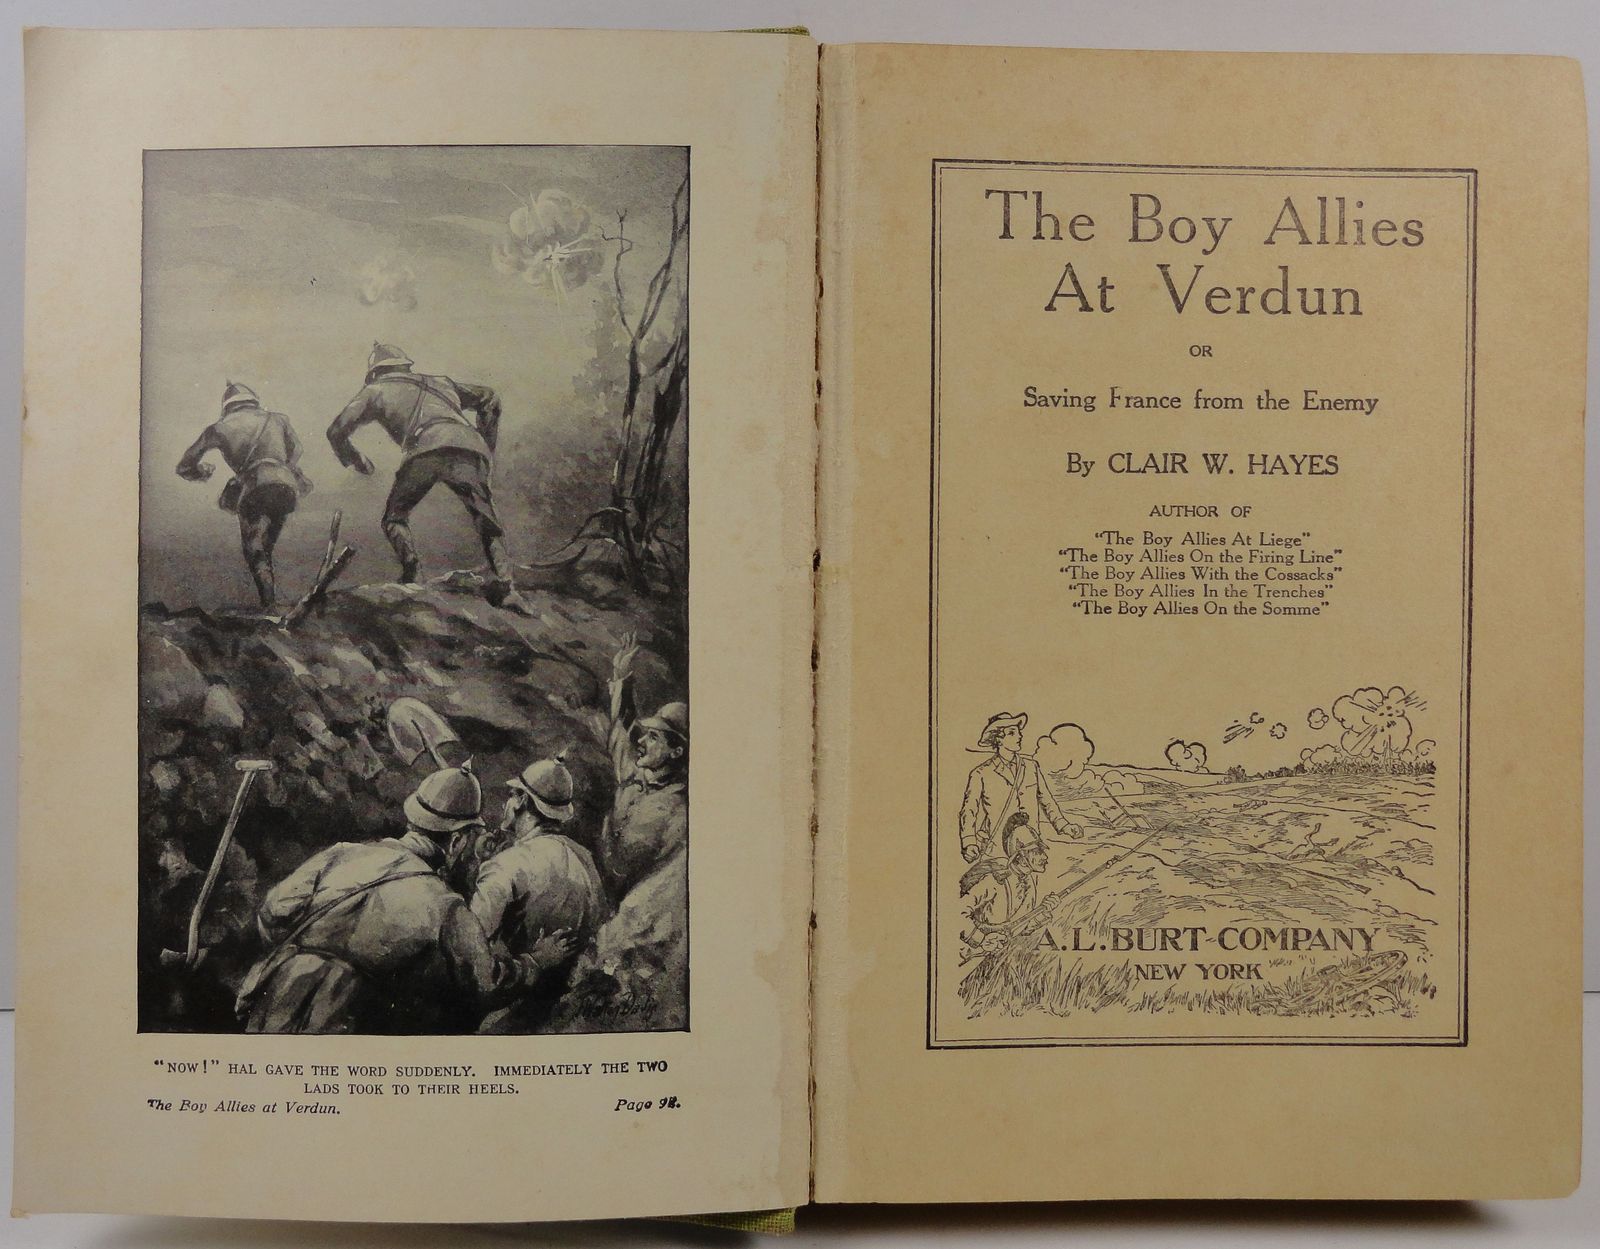 "NOW!" HAL GAVE THE WORD SUDDENLY. IMMEDIATELY THE TWO
LADS TOOK TO THEIR HEELS.
The Boy Allies at Verdun. Page
The Boy Allies
At Verdun
OR
Saving France from the Enemy
By CLAIR W. HAYES
AUTHOR OF
"The Boy Allies At Liege"
"The Boy Allies On the Firing Line"
"The Boy Allies With the Cossacks"
"The Boy Allies In the Trenches"
"The Boy Allies On the Somme"
A. L. BURT COMPANY
NEW YORK